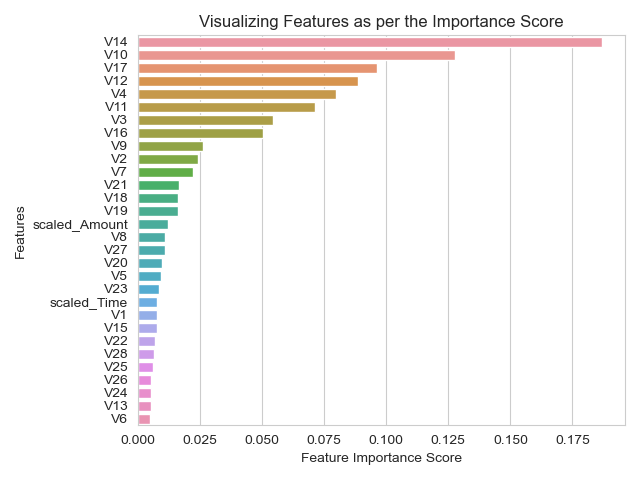 Visualizing Features as per the Importance Score
Features
V14
V10
V17
V12
V4
V11
V3
V16
V9
V2
V7
V21
V18
V19
scaled_Amount
V8
V27
V20
V5
V23
scaled_Time
V1
V15
V22
V28
V25
V26
V24
V13
V6
0.000 0.025 0.050 0.075 0.100 0.125 0.150 0.175
Feature Importance Score